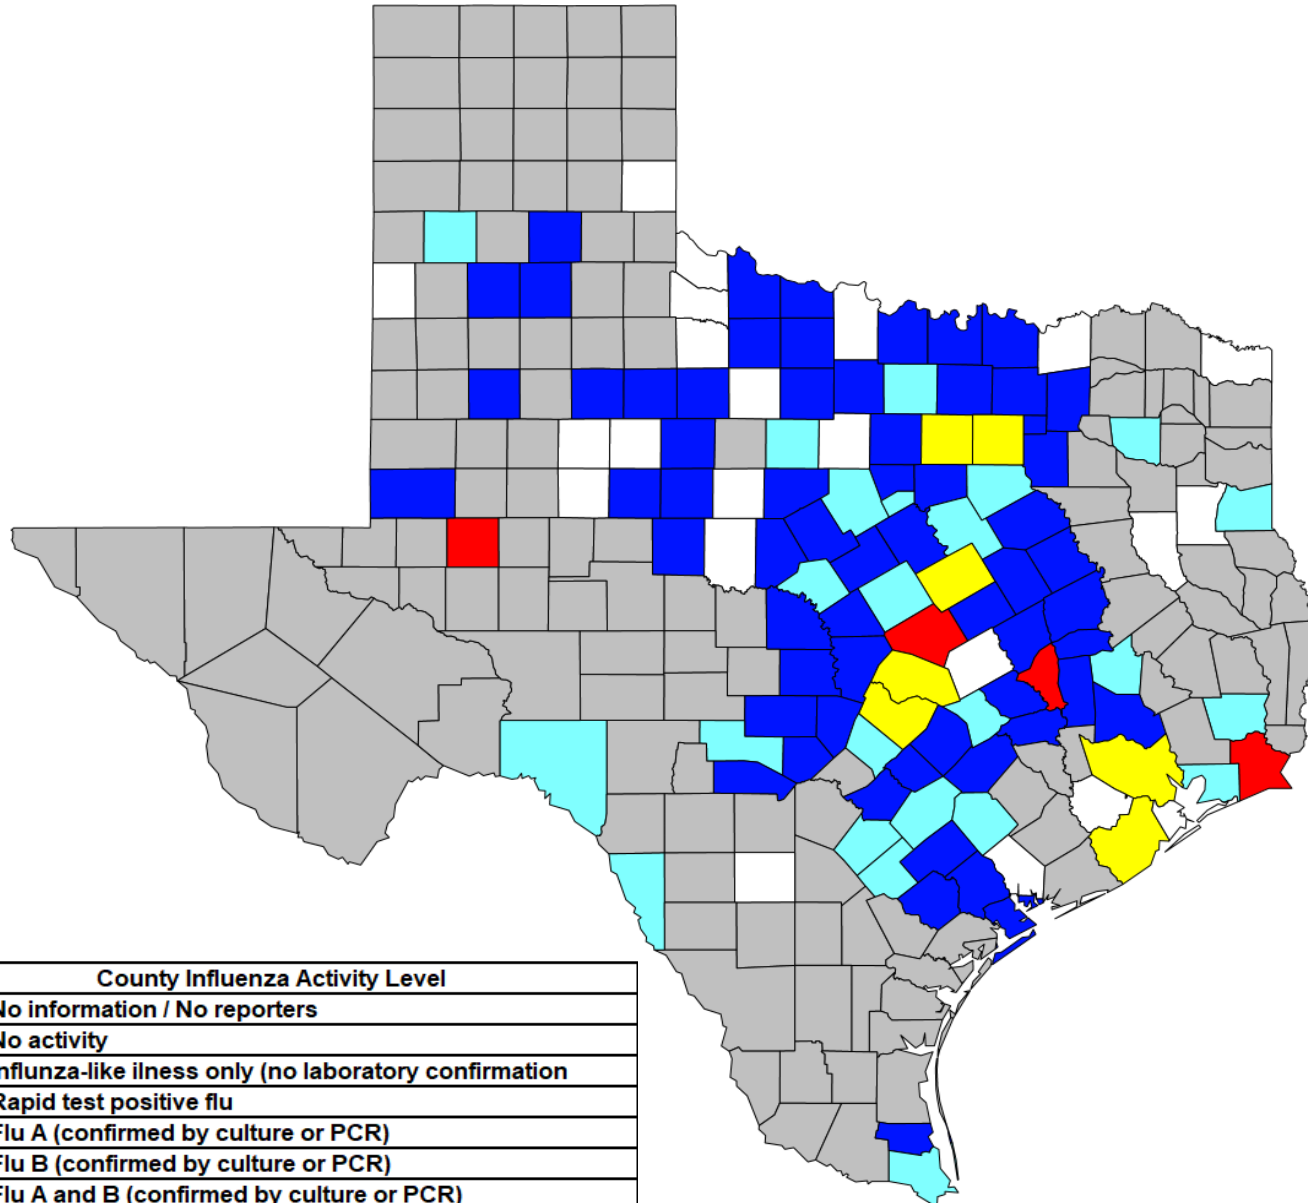 County Influenza Activity Level
No information / No reporters
No activity
nflunza-like ilness only (no laboratory confirmation
Rapid test positive flu
Flu A (confirmed by culture or PCR)
Flu B (confirmed by culture or PCR)
Flu A and B (confirmed by culture or PCR)